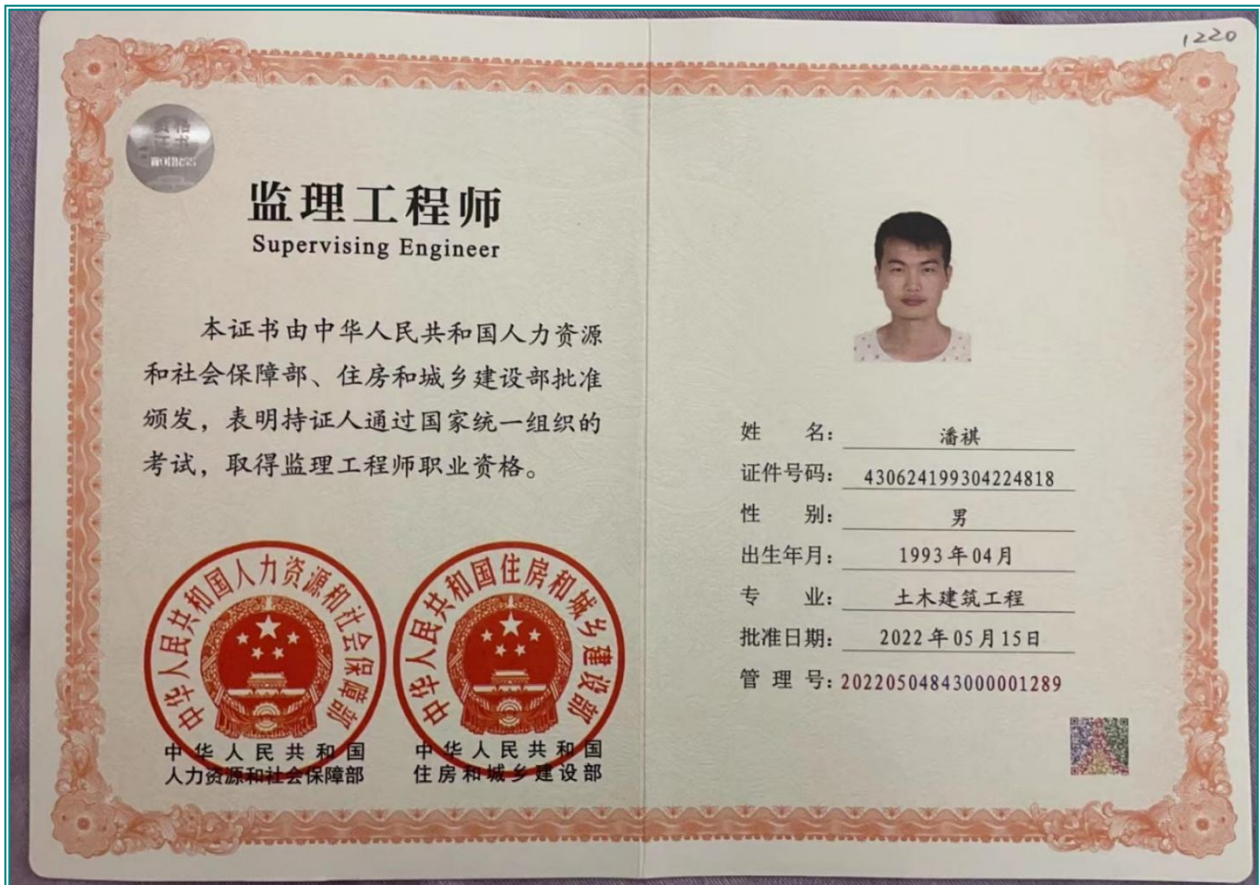 1220
资格
证书
监理工程师
Supervising Engineer
本证书由中华人民共和国人力资源
和社会保障部、住房和城乡建设部批准
颁发，表明持证人通过国家统一组织的
考试，取得监理工程师职业资格。
中华人民共和国人力资源和社会保障部
中华人民共和国住房和城乡建设部
中华人民共和国
人力资源和社会保障部
中华人民共和国
住房和城乡建设部
姓 名：潘祺
证件号码：430624199304224818
性 别：男
出生年月：1993年04月
专 业：土木建筑工程
批准日期：2022年05月15日
管 理 号：20220504843000001289